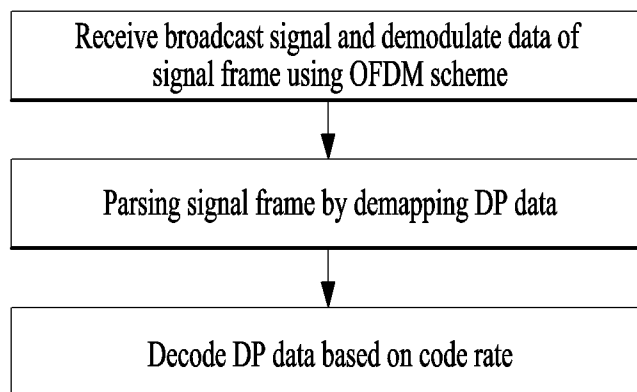 Receive broadcast signal and demodulate data of
signal frame using OFDM scheme
Parsing signal frame by demapping DP data
Decode DP data based on code rate